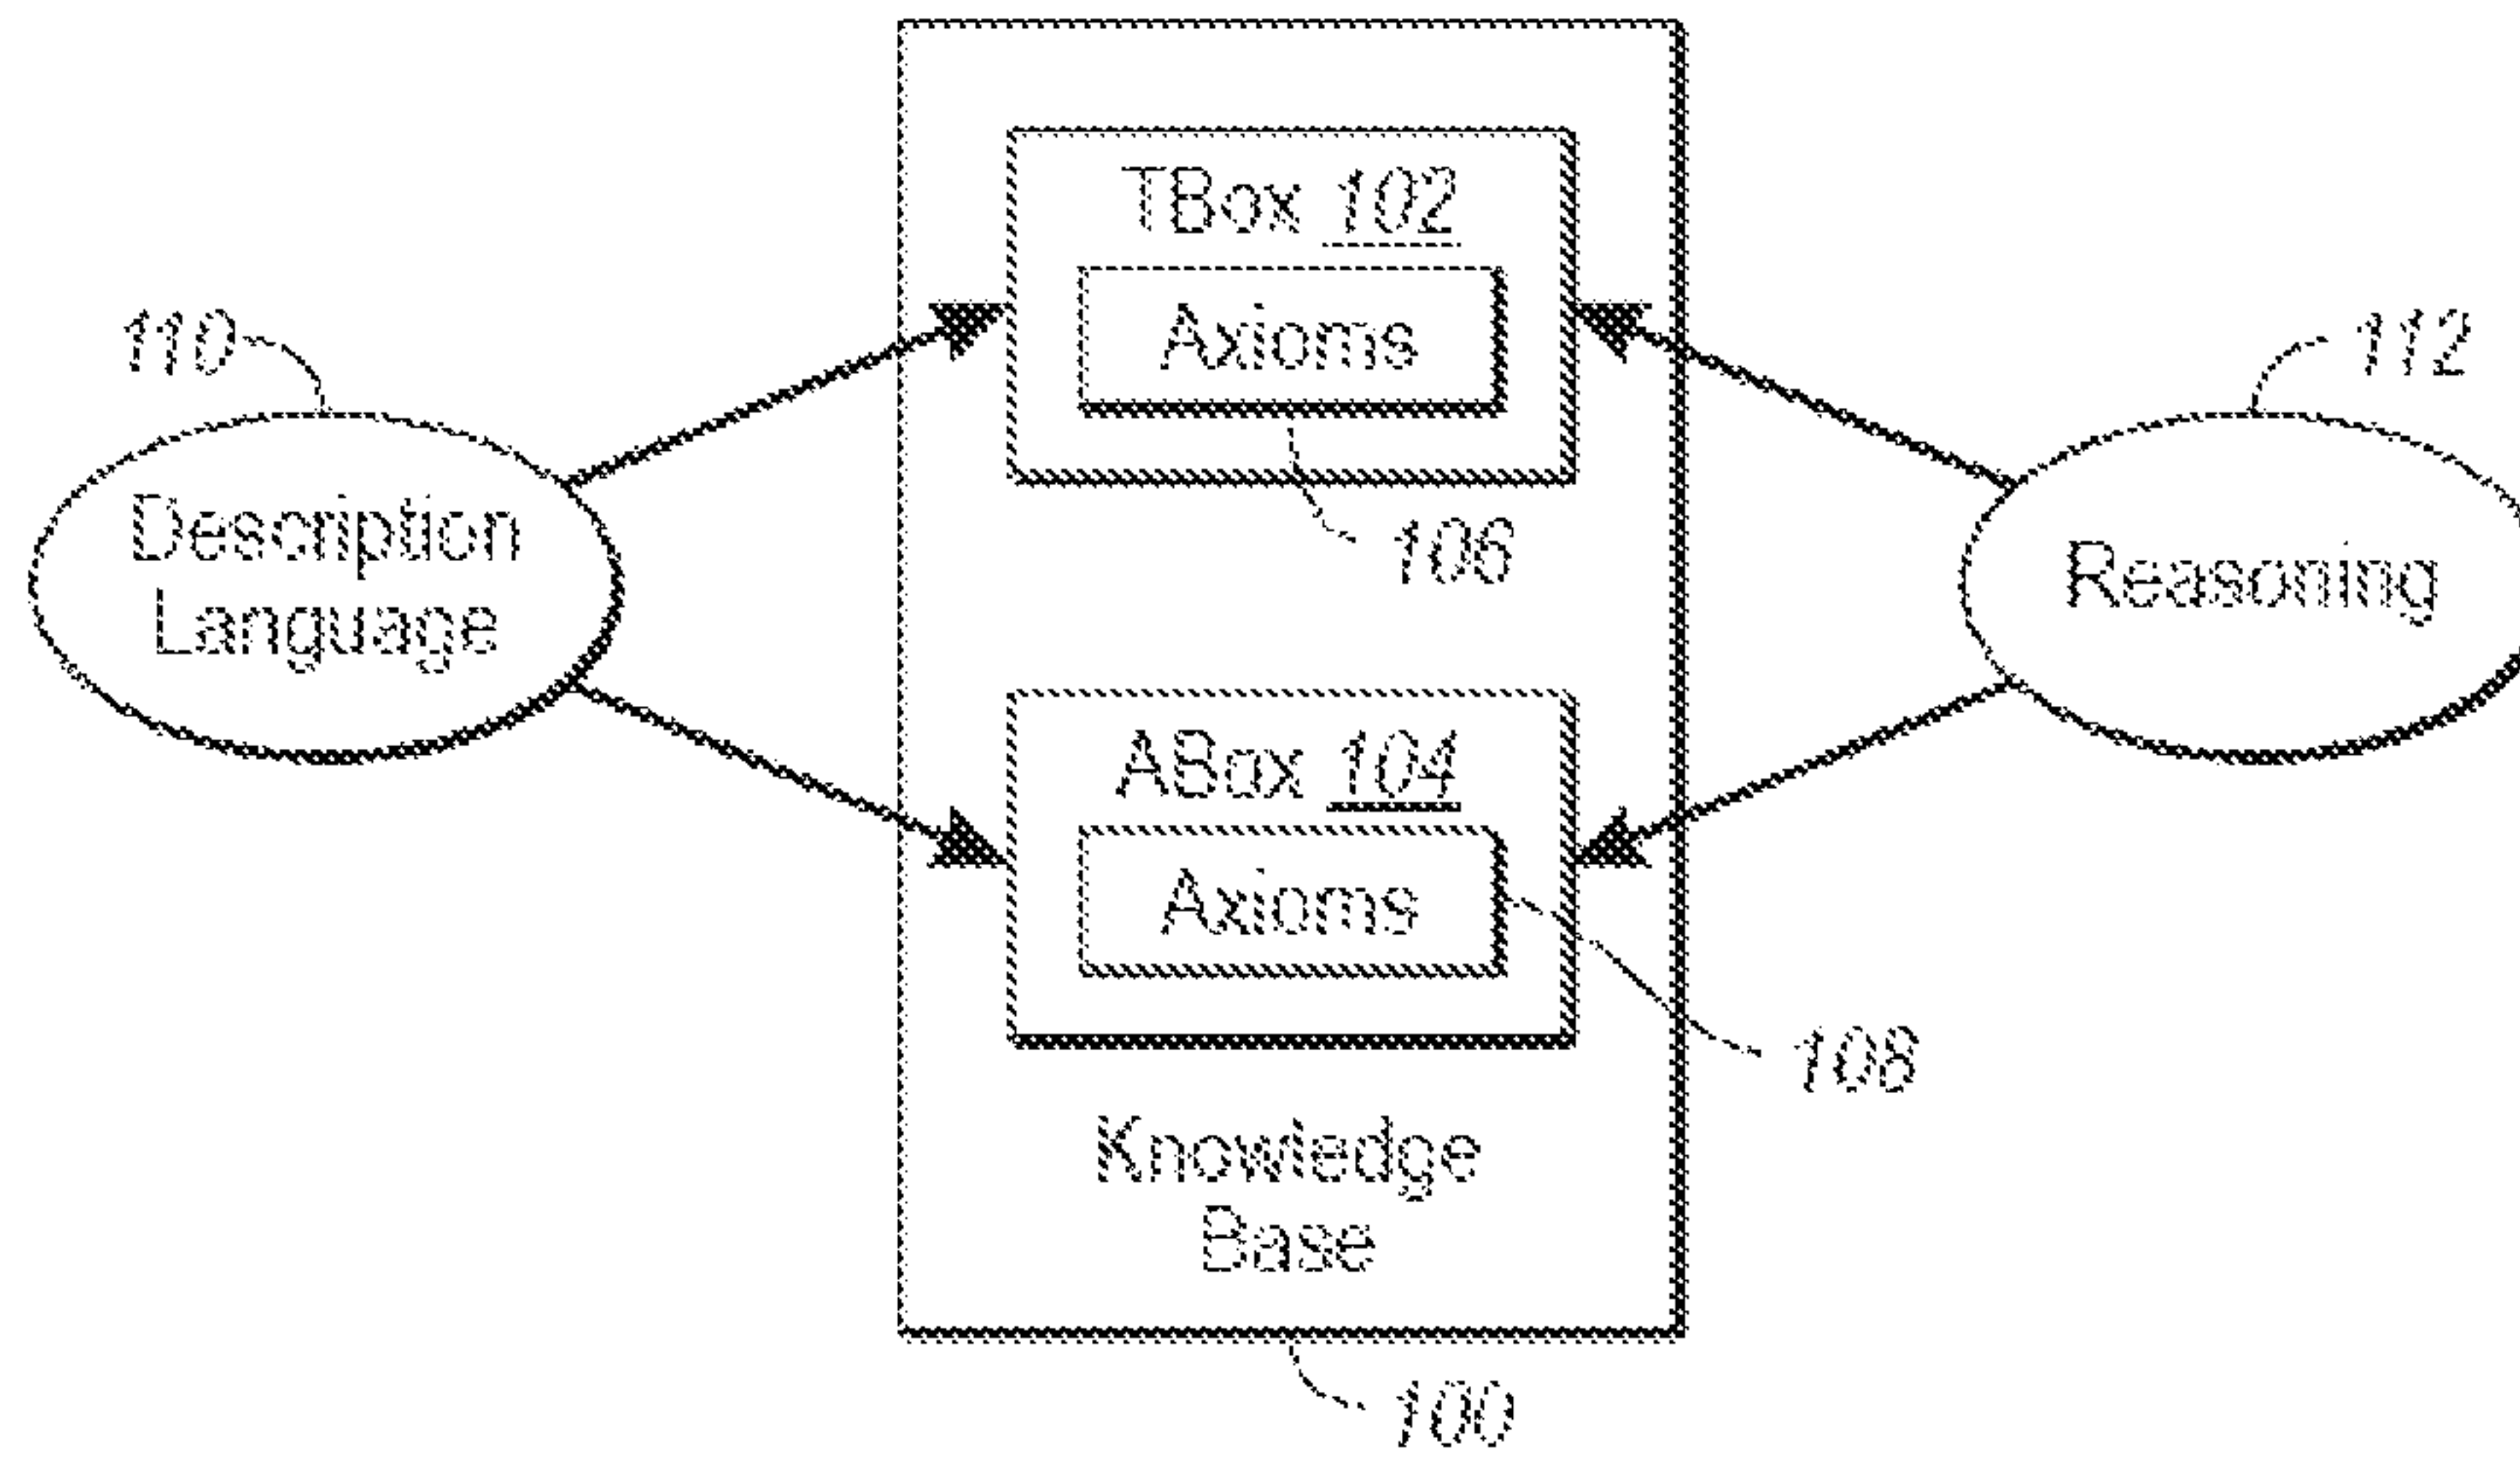 TBox 102
Axioms
110
112
Description
Language
106
Reasoning
ABox 104
Axioms
108
Knowledge
Base
100